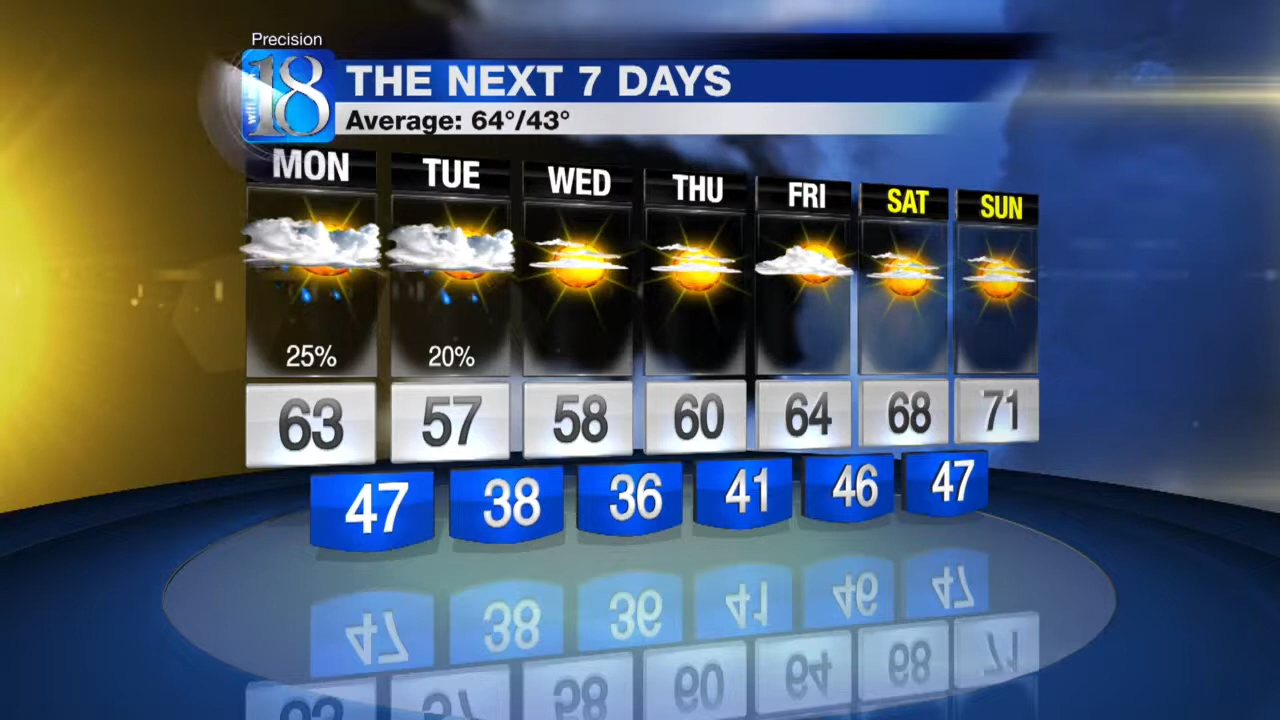 Precision
wlfi 18
THE NEXT 7 DAYS
Average: 64°/43°
MON TUE WED THU FRI SAT SUN
25% 20%
63 57 58 60 64 68 71
47 38 36 41 46 47